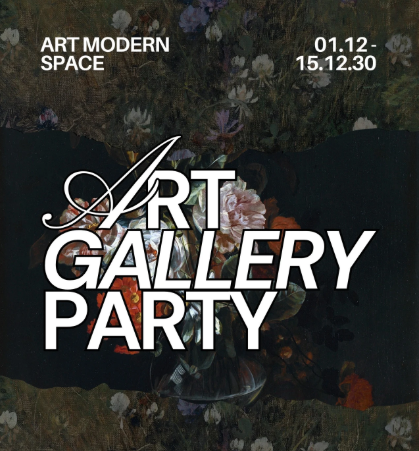 ART MODERN
SPACE
01.12 -
15.12.30
ART
GALLERY
PARTY